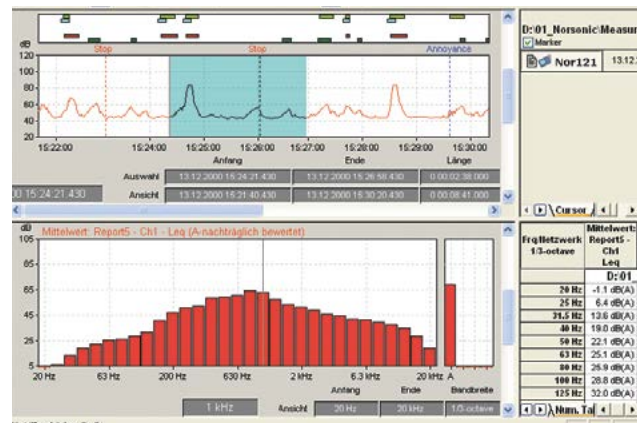 dB
120
100
80
60
40
20
Stop
Stop
Annoyance
15:22:00
15:24:00
15:25:00
15:26:00
15:27:00
15:28:00
15:29:00
15:30:00
Anfang
Ende
Länge
Auswahl
13.12.2000 15:24:21.430
13.12.2000 15:26:58.430
0 00:02:38.000
00 15:24:21.430
Ansicht
13.12.2000 15:21:40.430
13.12.2000 15:30:20.430
0 00:08:41.000
D:\01_Norsonic\Measur
Marker
Nor121
13.12.
Cursor
dB
Mittelwert: Report5 - Ch1 - Leq (A-nachträglich bewertet)
105
85
65
45
25
5
20 Hz
63 Hz
200 Hz
630 Hz
2 kHz
6.3 kHz
20 kHz
A
Anfang
Ende
Bandbreite
1 kHz
Ansicht
20 Hz
20 kHz
1/3-octave
Frq/Netzwerk
1/3-octave
Mittelwert:
Report5 -
Ch1
Leq
D:\01_
20 Hz -1.1 dB(A)
25 Hz 6.4 dB(A)
31.5 Hz 13.6 dB(A)
40 Hz 19.0 dB(A)
50 Hz 22.1 dB(A)
63 Hz 25.1 dB(A)
80 Hz 26.9 dB(A)
100 Hz 28.8 dB(A)
125 Hz 32.0 dB(A)
Num. Tal